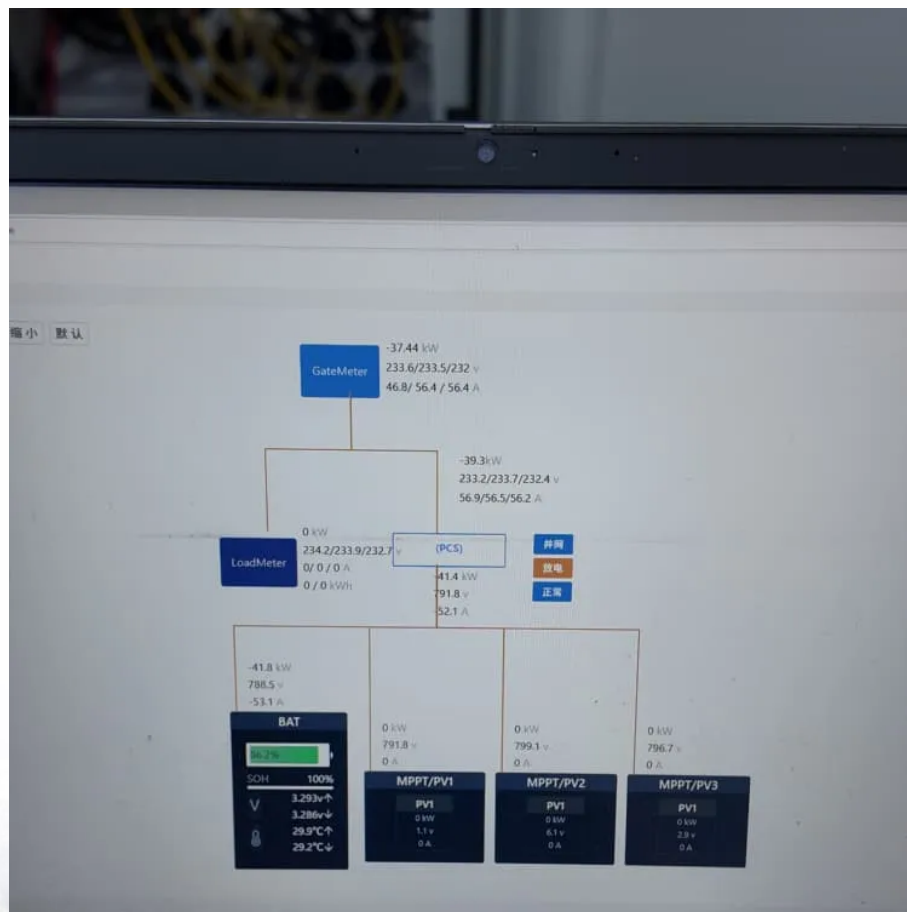 缩小 默认
GateMeter
-37.44 kW
233.6/233.5/232 v
46.8/ 56.4 / 56.4 A
-39.3kW
233.2/233.7/232.4 v
56.9/56.5/56.2 A
LoadMeter
0 kW
234.2/233.9/232.7 v
0/ 0 / 0 A
0 / 0 kWh
(PCS)
并网
放电
正常
-41.4 kW
791.8 v
-52.1 A
-41.8 kW
788.5 v
-53.1 A
BAT
86.2%
SOH 100%
V
3.293v↑
3.286v↓
29.9℃↑
29.2℃↓
0 kW
791.8 v
0 A
MPPT/PV1
PV1
0 kW
1.1 v
0 A
0 kW
799.1 v
0 A
MPPT/PV2
PV1
0 kW
6.1 v
0 A
0 kW
796.7 v
0 A
MPPT/PV3
PV1
0 kW
2.9 v
0 A